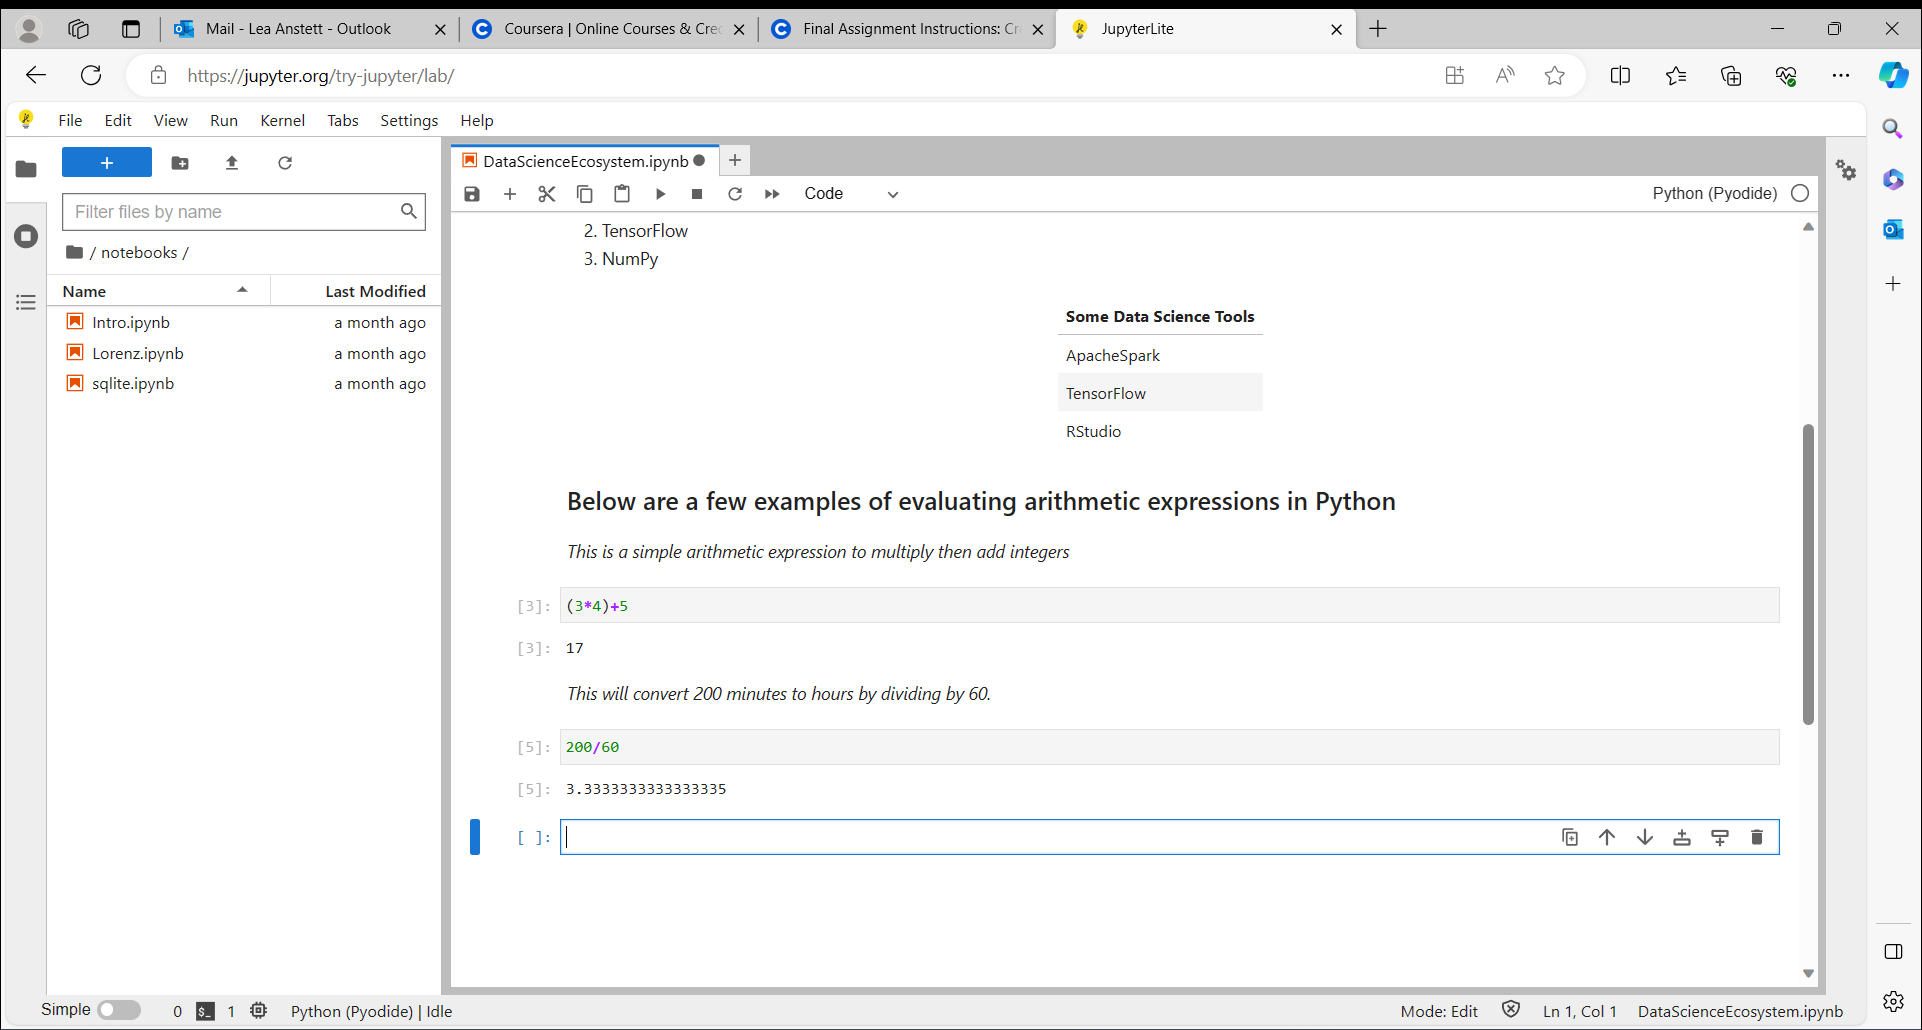 Mail - Lea Anstett - Outlook
Coursera | Online Courses & Cre
Final Assignment Instructions: Cr
JupyterLite
https://jupyter.org/try-jupyter/lab/
File Edit View Run Kernel Tabs Settings Help
DataScienceEcosystem.ipynb
Code
Python (Pyodide)
Filter files by name
/ notebooks /
Name Last Modified
Intro.ipynb a month ago
Lorenz.ipynb a month ago
sqlite.ipynb a month ago
2. TensorFlow
3. NumPy
Some Data Science Tools
ApacheSpark
TensorFlow
RStudio
Below are a few examples of evaluating arithmetic expressions in Python
This is a simple arithmetic expression to multiply then add integers
[3]: (3*4)+5
[3]: 17
This will convert 200 minutes to hours by dividing by 60.
[5]: 200/60
[5]: 3.3333333333333335
[ ]:
Simple 0 $_ 1 Python (Pyodide) | Idle Mode: Edit Ln 1, Col 1 DataScienceEcosystem.ipynb